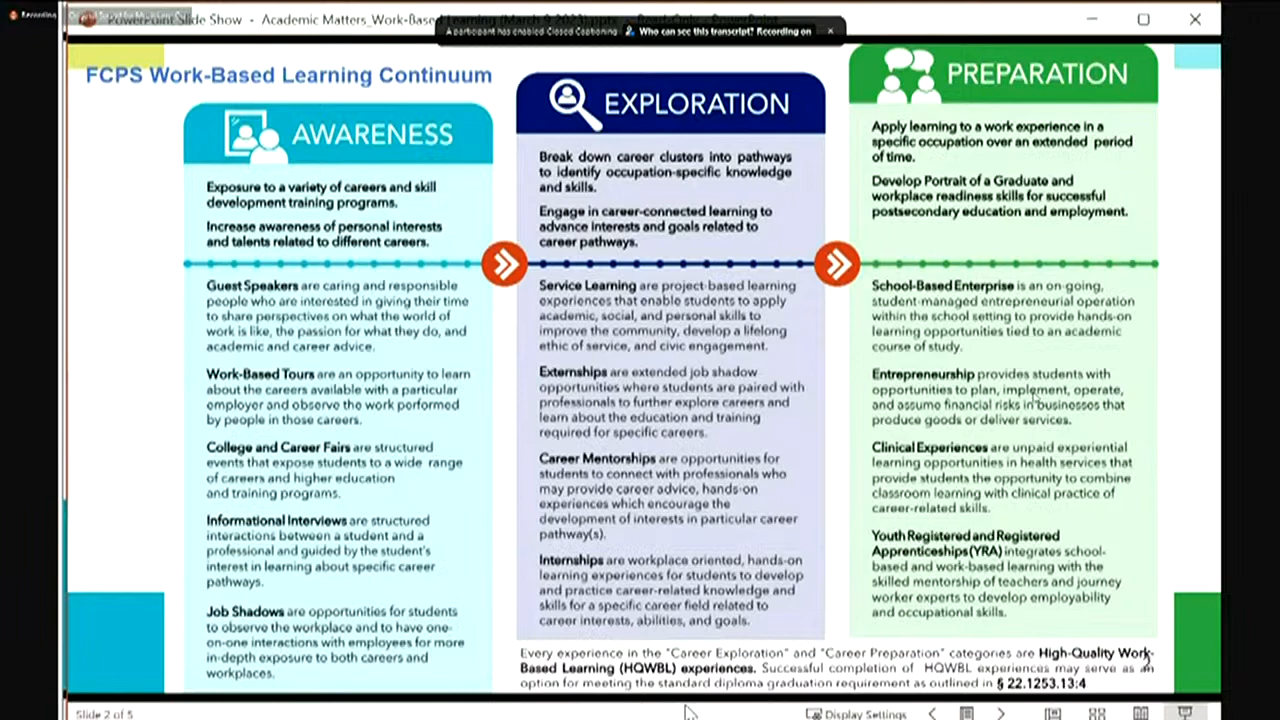 PowerPoint Slide Show - Academic Matters_Work-Based Learning (March 9 2023).pptx
A participant has enabled Closed Captioning Who can see this transcript? Recording on
FCPS Work-Based Learning Continuum
AWARENESS
Exposure to a variety of careers and skill
development training programs.
Increase awareness of personal interests
and talents related to different careers.
Guest Speakers are caring and responsible
people who are interested in giving their time
to share perspectives on what the world of
work is like, the passion for what they do, and
academic and career advice.
Work-Based Tours are an opportunity to learn
about the careers available with a particular
employer and observe the work performed
by people in those careers.
College and Career Fairs are structured
events that expose students to a wide range
of careers and higher education
and training programs.
Informational Interviews are structured
interactions between a student and a
professional and guided by the student's
interest in learning about specific career
pathways.
Job Shadows are opportunities for students
to observe the workplace and to have one-
on-one interactions with employees for more
in-depth exposure to both careers and
workplaces.
EXPLORATION
Break down career clusters into pathways
to identify occupation-specific knowledge
and skills.
Engage in career-connected learning to
advance interests and goals related to
career pathways.
Service Learning are project-based learning
experiences that enable students to apply
academic, social, and personal skills to
improve the community, develop a lifelong
ethic of service, and civic engagement.
Externships are extended job shadow
opportunities where students are paired with
professionals to further explore careers and
learn about the education and training
required for specific careers.
Career Mentorships are opportunities for
students to connect with professionals who
may provide career advice, hands-on
experiences which encourage the
development of interests in particular career
pathway(s).
Internships are workplace oriented, hands-on
learning experiences for students to develop
and practice career-related knowledge and
skills for a specific career field related to
career interests, abilities, and goals.
PREPARATION
Apply learning to a work experience in a
specific occupation over an extended period
of time.
Develop Portrait of a Graduate and
workplace readiness skills for successful
postsecondary education and employment.
School-Based Enterprise is an on-going,
student-managed entrepreneurial operation
within the school setting to provide hands-on
learning opportunities tied to an academic
course of study.
Entrepreneurship provides students with
opportunities to plan, implement, operate,
and assume financial risks in businesses that
produce goods or deliver services.
Clinical Experiences are unpaid experiential
learning opportunities in health services that
provide students the opportunity to combine
classroom learning with clinical practice of
career-related skills.
Youth Registered and Registered
Apprenticeships (YRA) integrates school-
based and work-based learning with the
skilled mentorship of teachers and journey
worker experts to develop employability
and occupational skills.
Every experience in the "Career Exploration" and "Career Preparation" categories are High-Quality Work-
Based Learning (HQWBL) experiences. Successful completion of HQWBL experiences may serve as an
option for meeting the standard diploma graduation requirement as outlined in § 22.1253.13:4
Slide 2 of 5
Display Settings